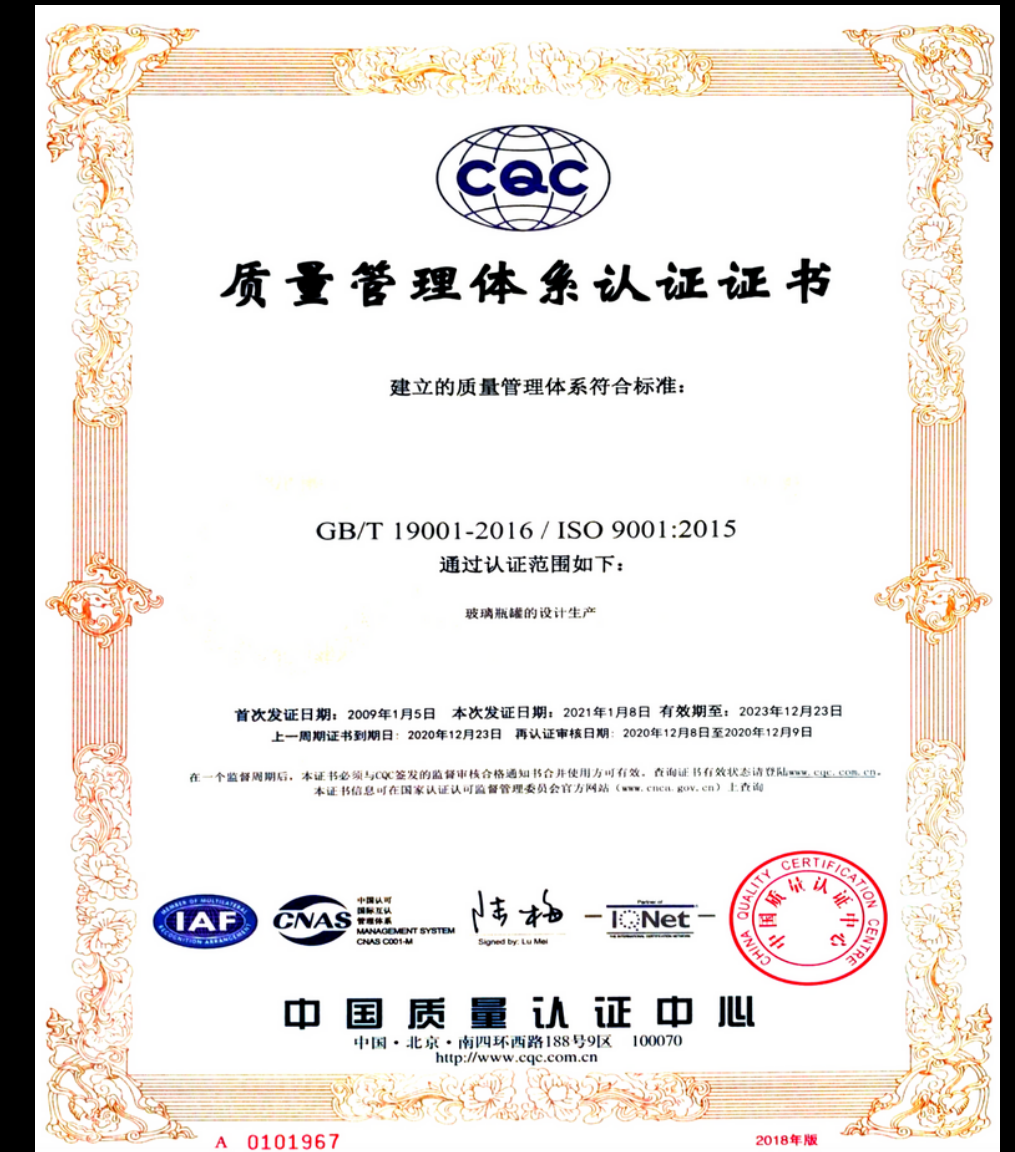 CQC
质量管理体系认证证书
建立的质量管理体系符合标准：
GB/T 19001-2016 / ISO 9001:2015
通过认证范围如下：
玻璃瓶罐的设计生产
首次发证日期：2009年1月5日 本次发证日期：2021年1月8日 有效期至：2023年12月23日
上一周期证书到期日：2020年12月23日 再认证审核日期：2020年12月8日至2020年12月9日
在一个监督周期后，本证书必须与CQC签发的监督审核合格通知书合并使用方可有效。查询证书有效状态请登陆www.cqc.com.cn。
本证书信息可在国家认证认可监督管理委员会官方网站（www.cnca.gov.cn）上查询
MEMBER OF MULTILATERAL
IAF
RECOGNITION ARRANGEMENT
CNAS
中国认可
国际互认
管理体系
MANAGEMENT SYSTEM
CNAS C001-M
陆梅
Signed by: Lu Mei
Partner of
IQNet
THE INTERNATIONAL CERTIFICATION NETWORK
CHINA QUALITY CERTIFICATION CENTRE
中国质量认证中心
中国质量认证中心
中国·北京·南四环西路188号9区 100070
http://www.cqc.com.cn
A 0101967
2018年版